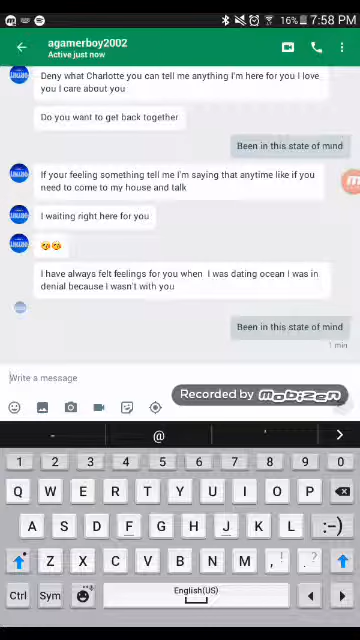 16% 7:58 PM
agamerboy2002
Active just now
Deny what Charlotte you can tell me anything I'm here for you I love
you I care about you
Do you want to get back together
Been in this state of mind
If your feeling something tell me I'm saying that anytime like if you
need to come to my house and talk
I waiting right here for you
I have always felt feelings for you when I was dating ocean I was in
denial because I wasn't with you
Been in this state of mind
1 min
Write a message
Recorded by MOBIZEN
- @ '
1 2 3 4 5 6 7 8 9 0
Q W E R T Y U I O P
A S D F G H J K L :-)
Z X C V B N M , ! . ?
Ctrl Sym English(US)